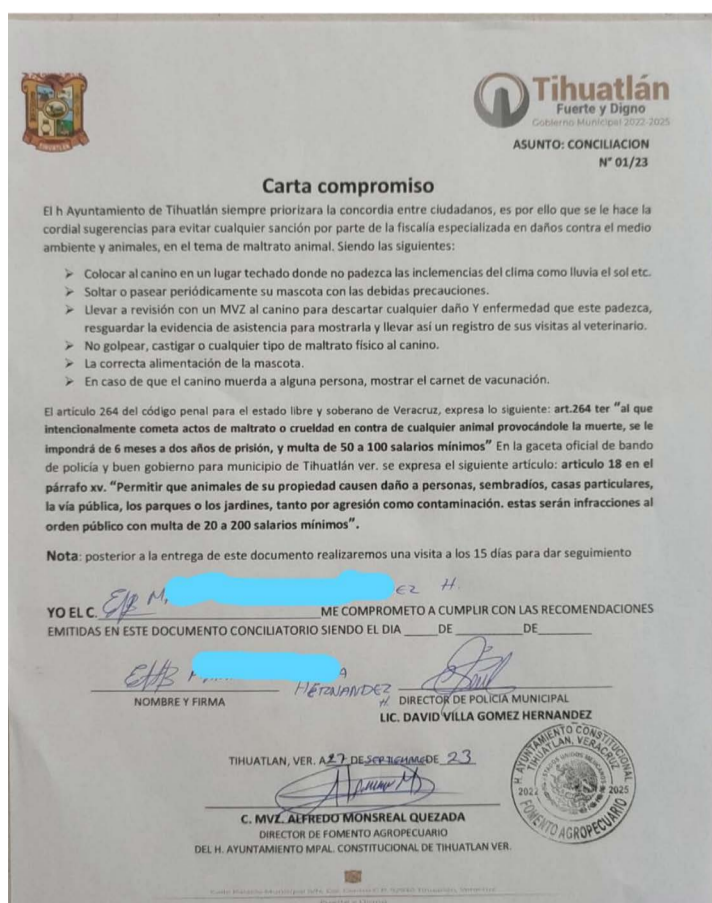 TIHUATLÁN
Tihuatlán
Fuerte y Digno
Gobierno Municipal 2022-2025
ASUNTO: CONCILIACION
N° 01/23
Carta compromiso
El h Ayuntamiento de Tihuatlán siempre priorizara la concordia entre ciudadanos, es por ello que se le hace la
cordial sugerencias para evitar cualquier sanción por parte de la fiscalía especializada en daños contra el medio
ambiente y animales, en el tema de maltrato animal. Siendo las siguientes:
➢ Colocar al canino en un lugar techado donde no padezca las inclemencias del clima como lluvia el sol etc.
➢ Soltar o pasear periódicamente su mascota con las debidas precauciones.
➢ Llevar a revisión con un MVZ al canino para descartar cualquier daño Y enfermedad que este padezca,
resguardar la evidencia de asistencia para mostrarla y llevar así un registro de sus visitas al veterinario.
➢ No golpear, castigar o cualquier tipo de maltrato físico al canino.
➢ La correcta alimentación de la mascota.
➢ En caso de que el canino muerda a alguna persona, mostrar el carnet de vacunación.
El articulo 264 del código penal para el estado libre y soberano de Veracruz, expresa lo siguiente: art.264 ter "al que
intencionalmente cometa actos de maltrato o crueldad en contra de cualquier animal provocándole la muerte, se le
impondrá de 6 meses a dos años de prisión, y multa de 50 a 100 salarios mínimos" En la gaceta oficial de bando
de policía y buen gobierno para municipio de Tihuatlán ver. se expresa el siguiente artículo: articulo 18 en el
párrafo xv. "Permitir que animales de su propiedad causen daño a personas, sembradíos, casas particulares,
la vía pública, los parques o los jardines, tanto por agresión como contaminación. estas serán infracciones al
orden público con multa de 20 a 200 salarios mínimos".
Nota: posterior a la entrega de este documento realizaremos una visita a los 15 días para dar seguimiento
EZ H.
YO EL C. ME COMPROMETO A CUMPLIR CON LAS RECOMENDACIONES
EMITIDAS EN ESTE DOCUMENTO CONCILIATORIO SIENDO EL DIA _____DE ________DE________
A
HERNANDEZ H.
NOMBRE Y FIRMA
DIRECTOR DE POLICIA MUNICIPAL
LIC. DAVID VILLA GOMEZ HERNANDEZ
TIHUATLAN, VER. A 27 DE SEPTIEMBRE DE 23
C. MVZ. ALFREDO MONSREAL QUEZADA
DIRECTOR DE FOMENTO AGROPECUARIO
DEL H. AYUNTAMIENTO MPAL. CONSTITUCIONAL DE TIHUATLAN VER.
H. AYUNTAMIENTO CONSTITUCIONAL
TIHUATLAN, VERACRUZ
ESTADOS UNIDOS MEXICANOS
2022 2025
FOMENTO AGROPECUARIO